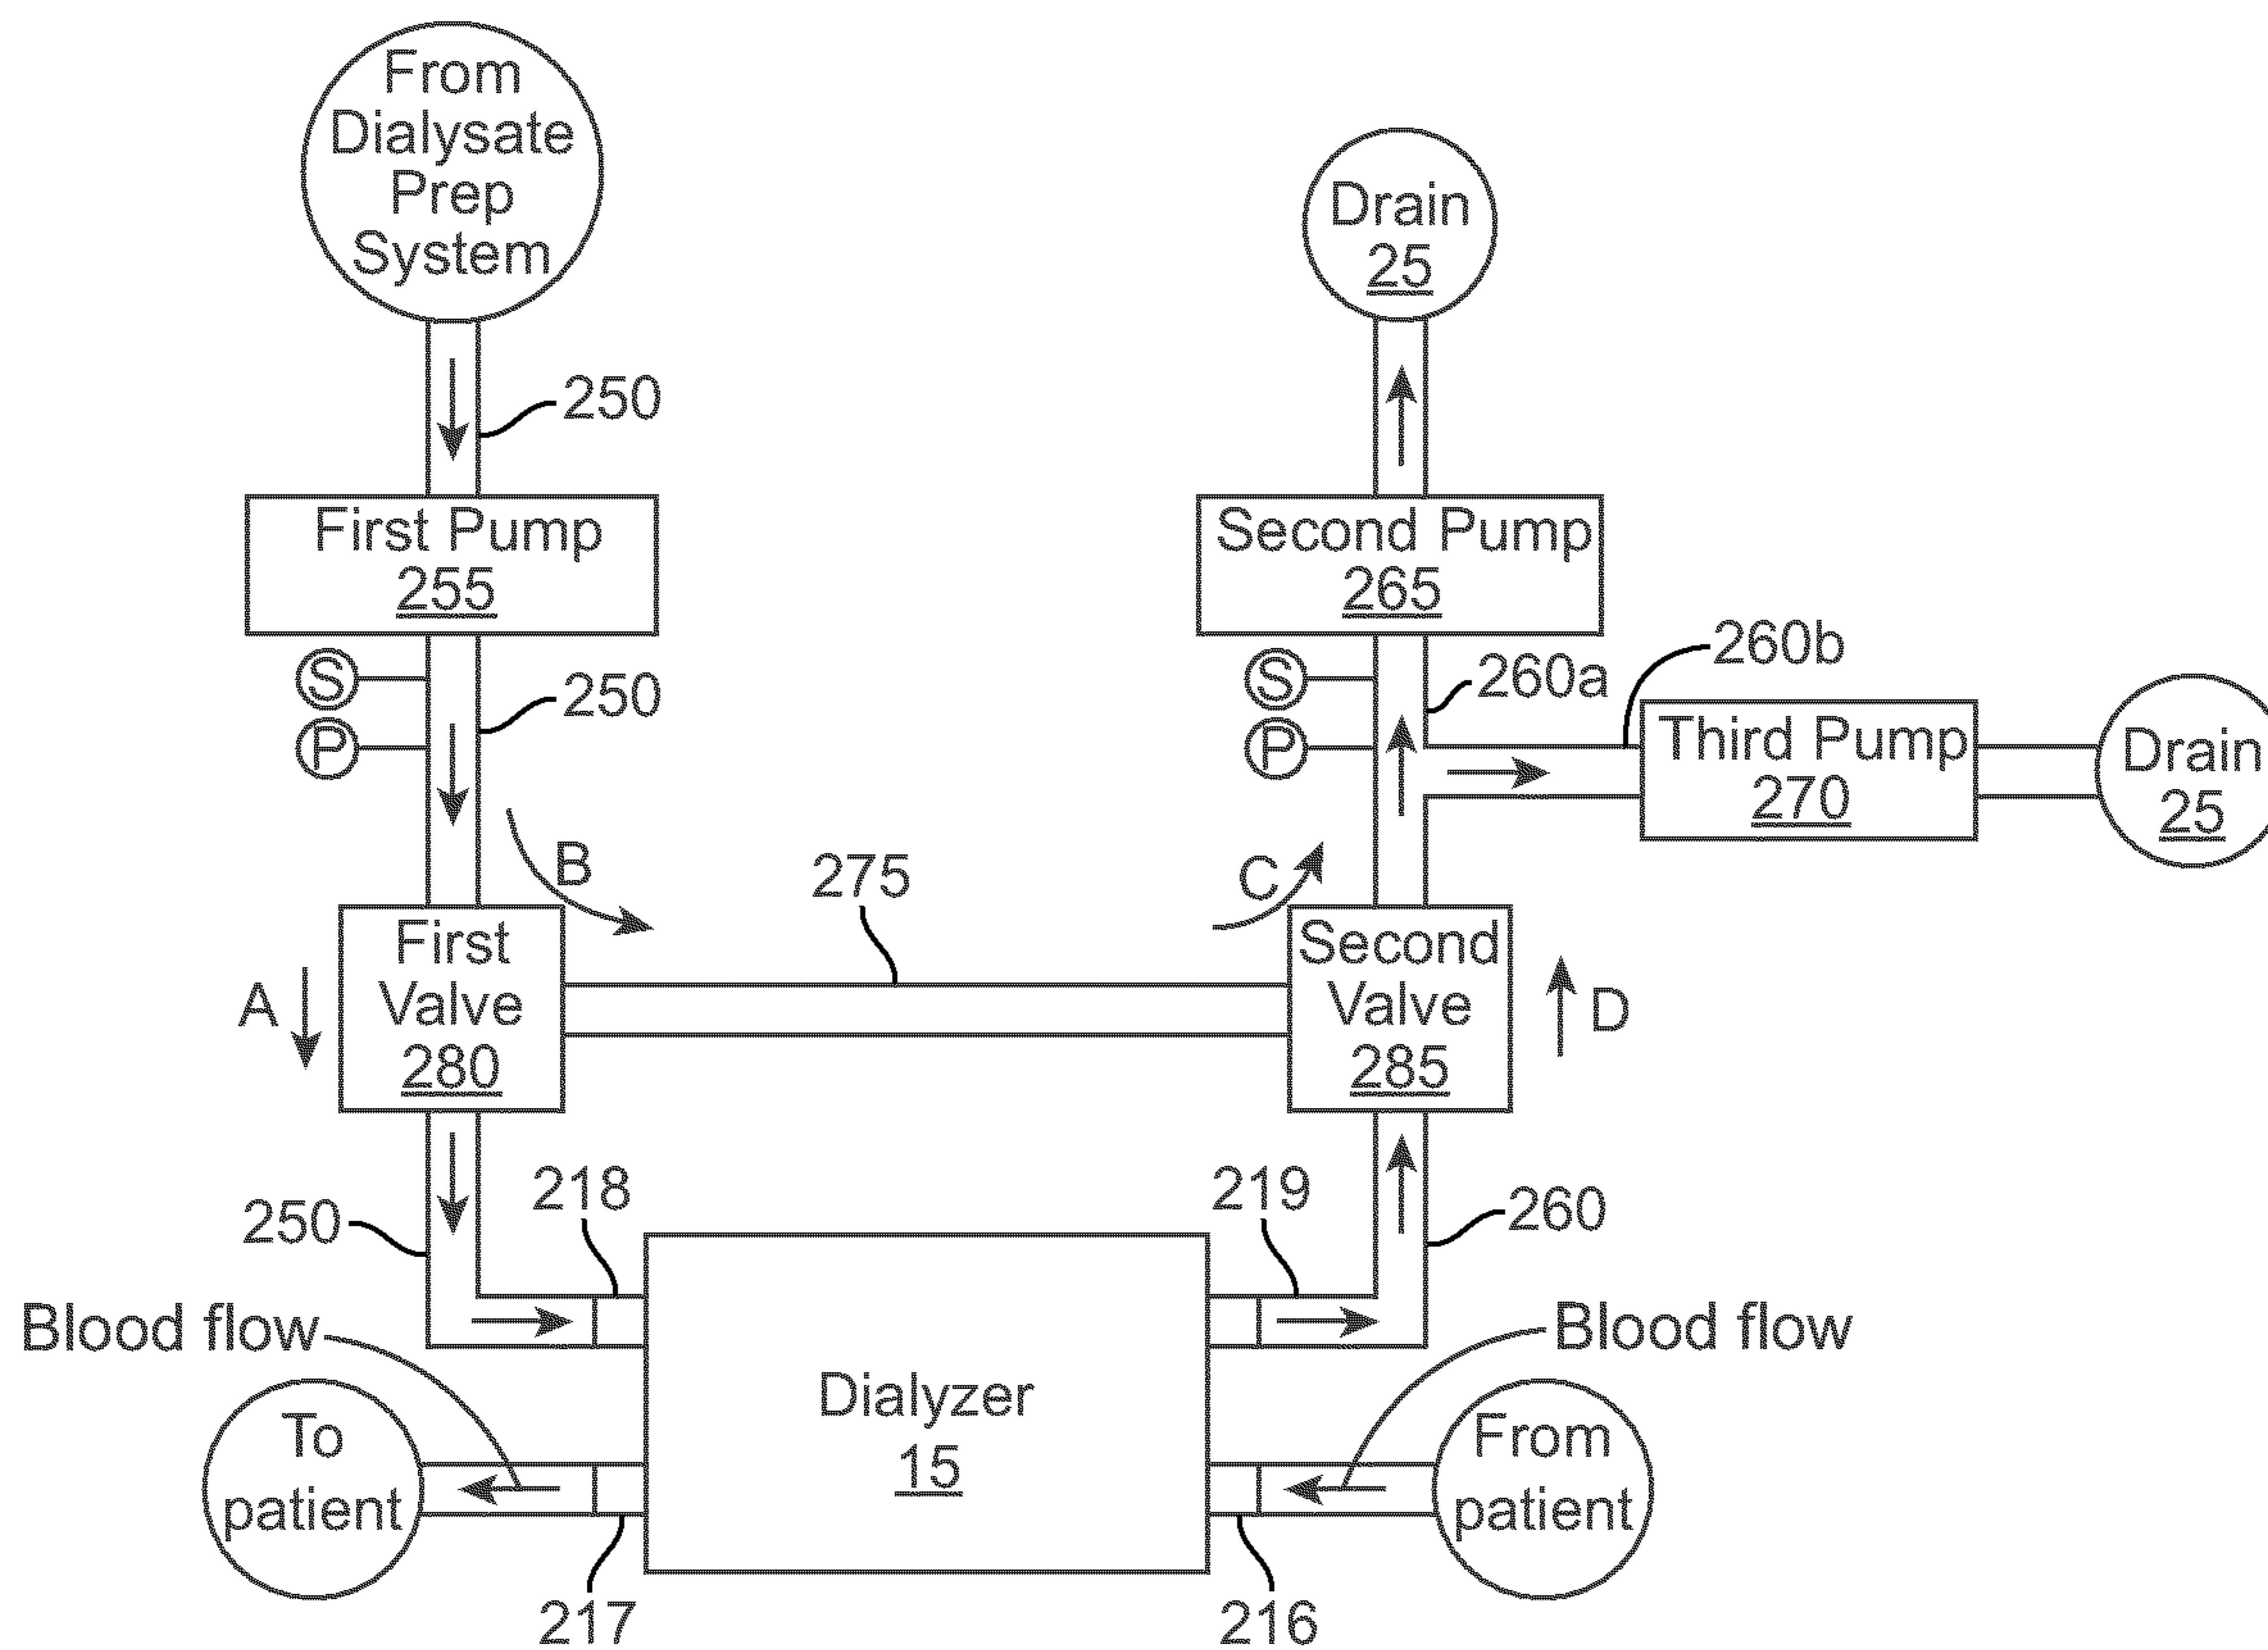 From
Dialysate
Prep
System
Drain
25
250
First Pump
255
Second Pump
265
S
P
250
S
P
260a
260b
Third Pump
270
Drain
25
B
275
C
A
First
Valve
280
Second
Valve
285
D
250
218
219
260
Blood flow
Blood flow
Dialyzer
15
To
patient
From
patient
217
216